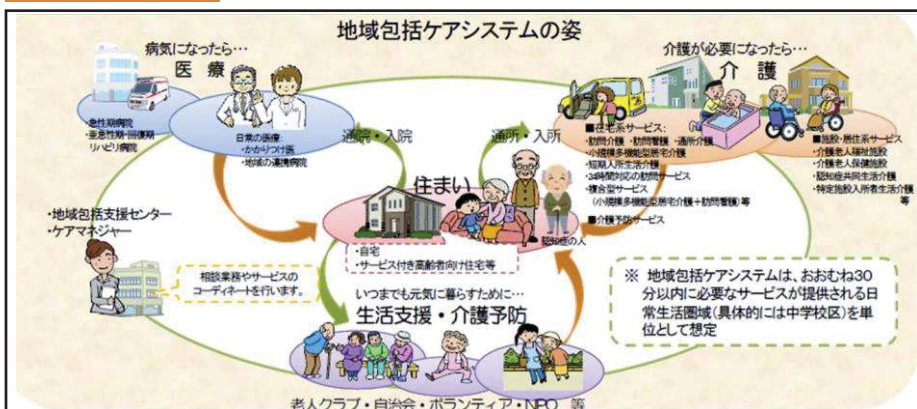 地域包括ケアシステムの姿
病気になったら…
医 療
介護が必要になったら…
介 護
・急性期病院
・亜急性期・回復期
リハビリ病院
日常の医療:
・かかりつけ医
・地域の連携病院
通院・入院
通所・入所
■在宅系サービス:
・訪問介護 ・訪問看護 ・通所介護
・小規模多機能型居宅介護
・短期入所生活介護
・24時間対応の訪問サービス
・複合型サービス
(小規模多機能型居宅介護+訪問看護)等
■介護予防サービス
■施設・居住系サービス
・介護老人福祉施設
・介護老人保健施設
・認知症共同生活介護
・特定施設入所者生活介護
等
住まい
認知症の人
・自宅
・サービス付き高齢者向け住宅等
・地域包括支援センター
・ケアマネジャー
相談業務やサービスの
コーディネートを行います。
いつまでも元気に暮らすために…
生活支援・介護予防
老人クラブ・自治会・ボランティア・NPO 等
※ 地域包括ケアシステムは、おおむね30
分以内に必要なサービスが提供される日
常生活圏域(具体的には中学校区)を単
位として想定